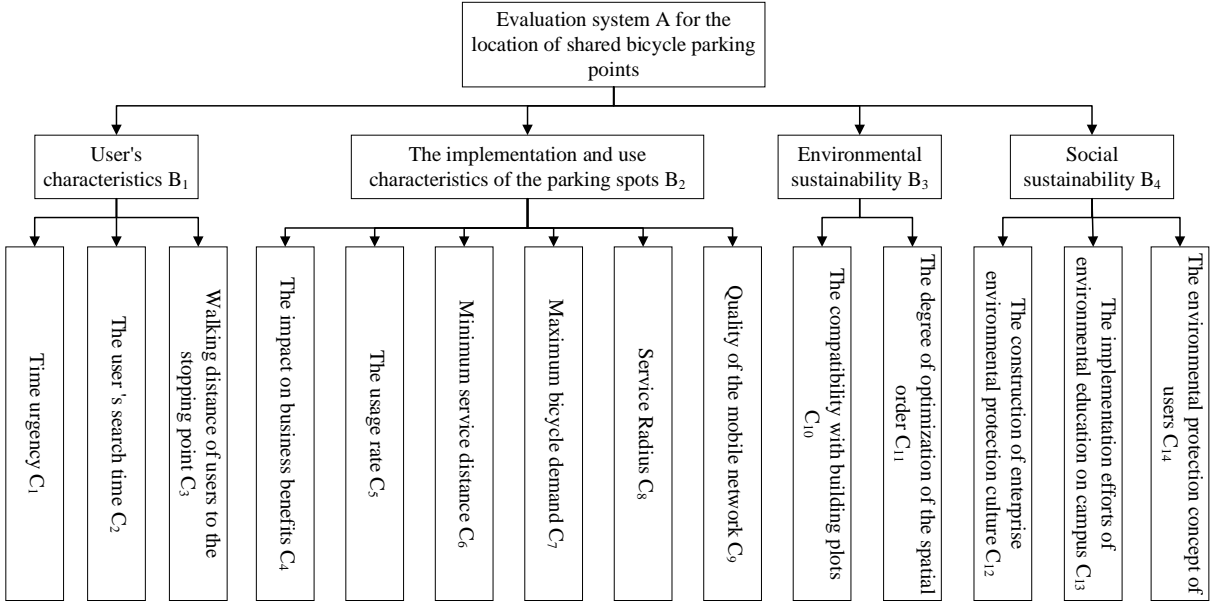 Evaluation system A for the
location of shared bicycle parking
points
User's
characteristics B₁
The implementation and use
characteristics of the parking spots B₂
Environmental
sustainability B₃
Social
sustainability B₄
Time urgency C₁
The user 's search time C₂
Walking distance of users to the
stopping point C₃
The impact on business benefits C₄
The usage rate C₅
Minimum service distance C₆
Maximum bicycle demand C₇
Service Radius C₈
Quality of the mobile network C₉
The compatibility with building plots
C₁₀
The degree of optimization of the spatial
order C₁₁
The construction of enterprise
environmental protection culture C₁₂
The implementation efforts of
environmental education on campus C₁₃
The environmental protection concept of
users C₁₄